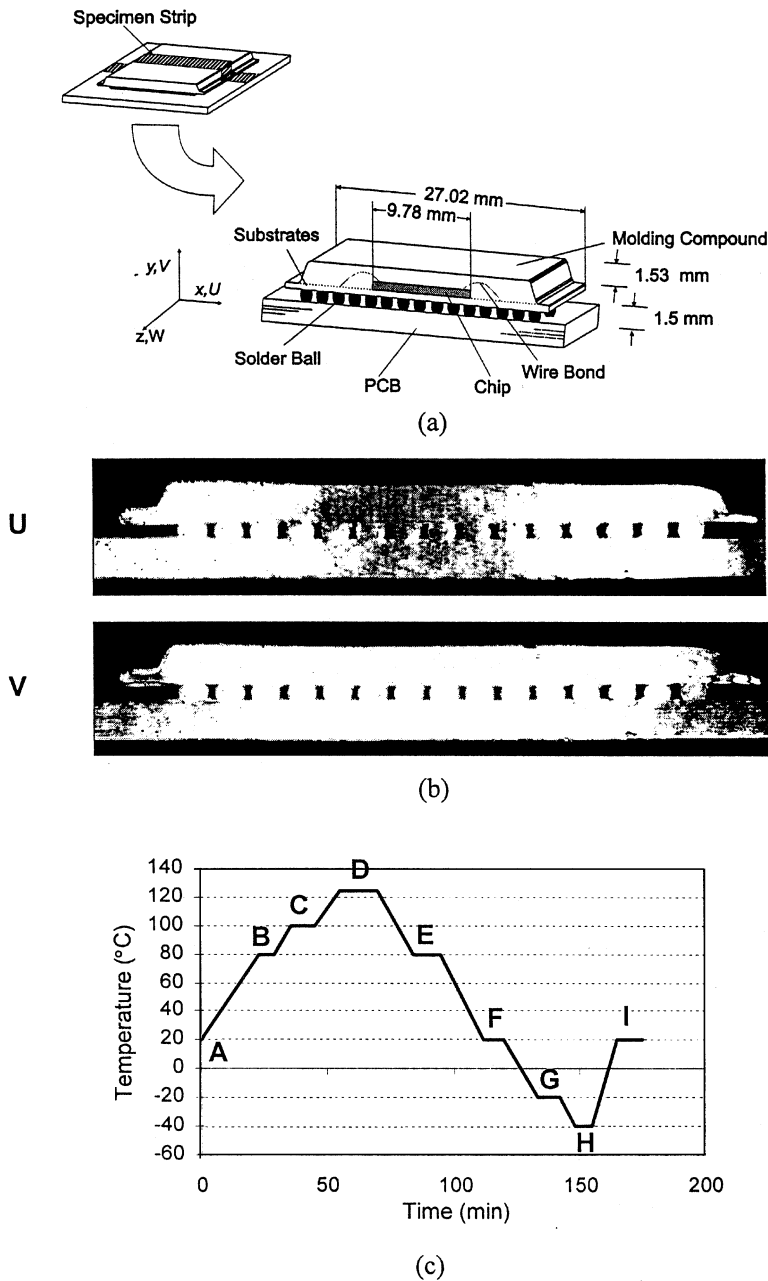 Specimen Strip
27.02 mm
9.78 mm
Substrates
Molding Compound
1.53 mm
y,V
x,U
z,W
1.5 mm
Solder Ball
PCB
Chip
Wire Bond
(a)
U
V
(b)
140
120
100
80
60
40
20
0
-20
-40
-60
Temperature (°C)
A
B
C
D
E
F
G
H
I
0
50
100
150
200
Time (min)
(c)